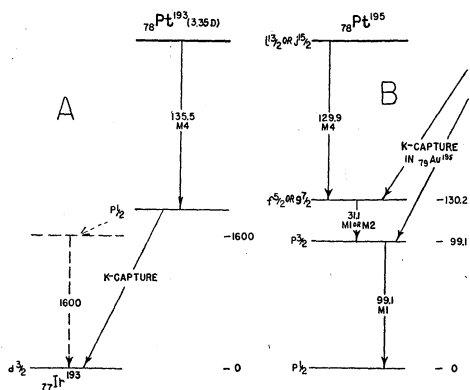 78Pt193 (3.35D)
A
135.5
M4
P1/2
-1600
1600
K-CAPTURE
d3/2
-0
77Ir193
78Pt195
i13/2 OR j15/2
B
129.9
M4
K-CAPTURE
IN 79Au195
f5/2 OR g7/2
-130.2
31.1
M1 OR M2
P3/2
-99.1
99.1
M1
P1/2
-0